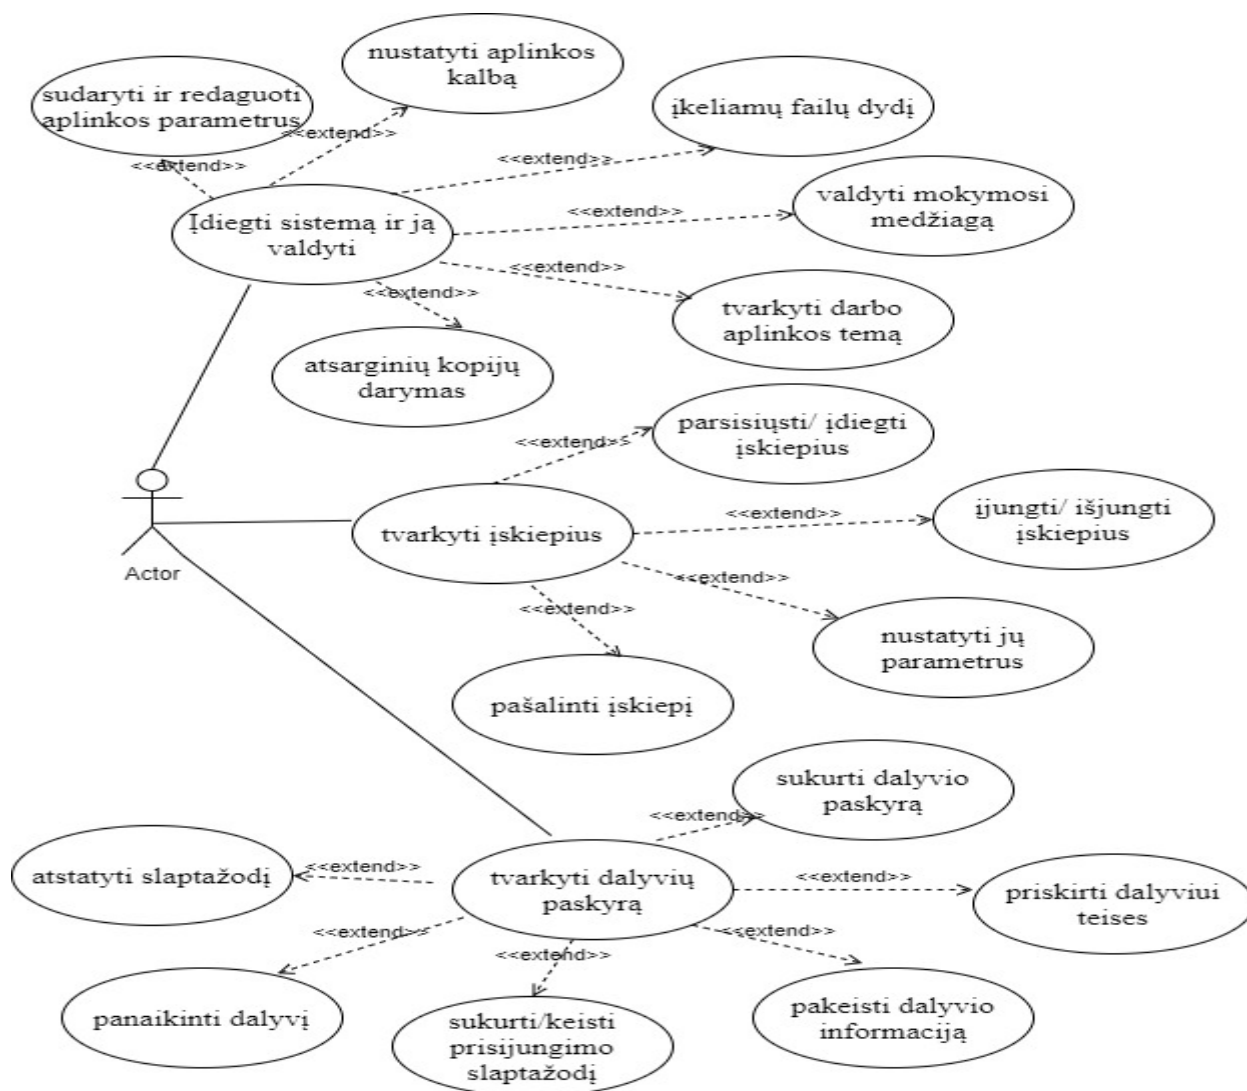 nustatyti aplinkos
kalbą
sudaryti ir redaguoti
aplinkos parametrus
<<extend>>
<<extend>>
įkeliamų failų dydį
<<extend>>
valdyti mokymosi
medžiagą
<<extend>>
Įdiegti sistemą ir ją
valdyti
<<extend>>
<<extend>>
tvarkyti darbo
aplinkos temą
atsarginių kopijų
darymas
parsisiųsti/ įdiegti
įskiepius
<<extend>>
įjungti/ išjungti
įskiepius
<<extend>>
tvarkyti įskiepius
Actor
<<extend>>
<<extend>>
nustatyti jų
parametrus
pašalinti įskiepį
sukurti dalyvio
paskyrą
<<extend>>
atstatyti slaptažodį
<<extend>>
tvarkyti dalyvių
paskyrą
<<extend>>
priskirti dalyviui
teises
<<extend>>
<<extend>>
<<extend>>
panaikinti dalyvį
sukurti/keisti
prisijungimo
slaptažodį
pakeisti dalyvio
informaciją